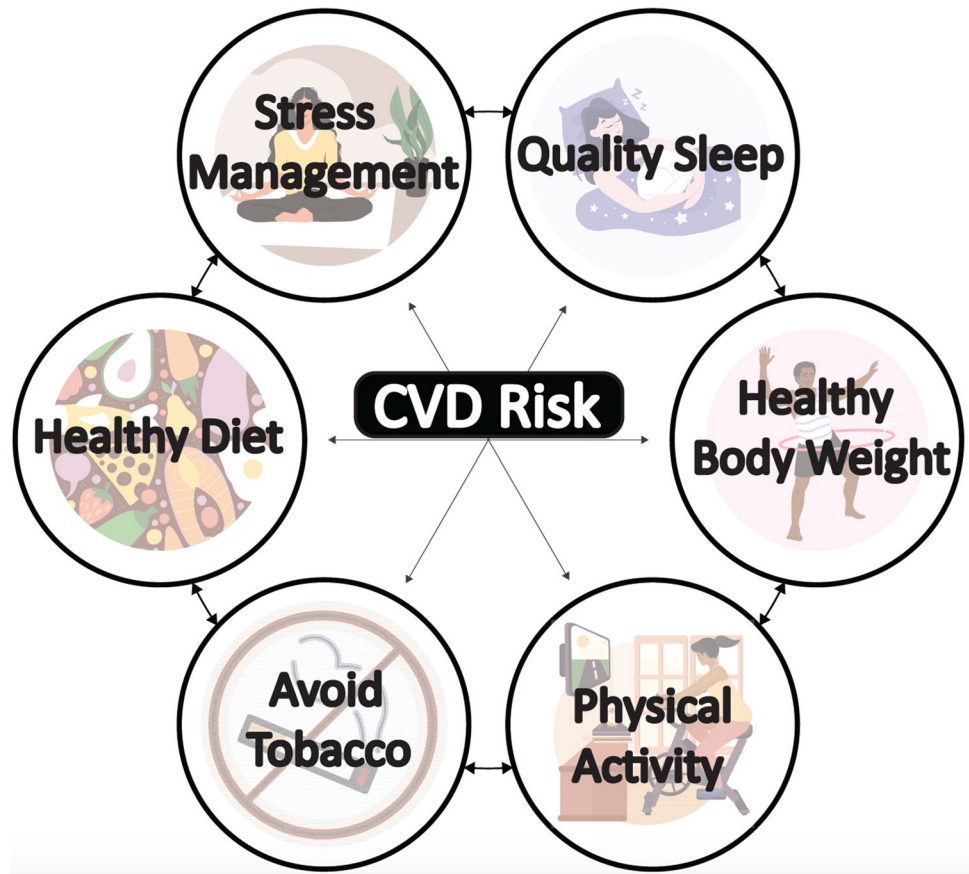 Stress
Management
Quality Sleep
CVD Risk
Healthy Diet
Healthy
Body Weight
Avoid
Tobacco
Physical
Activity